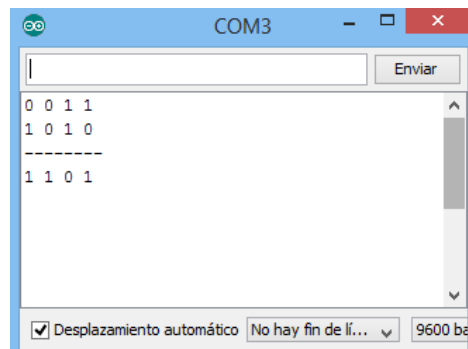 COM3
Enviar
0 0 1 1
1 0 1 0
--------
1 1 0 1
Desplazamiento automático No hay fin de lí... 9600 ba